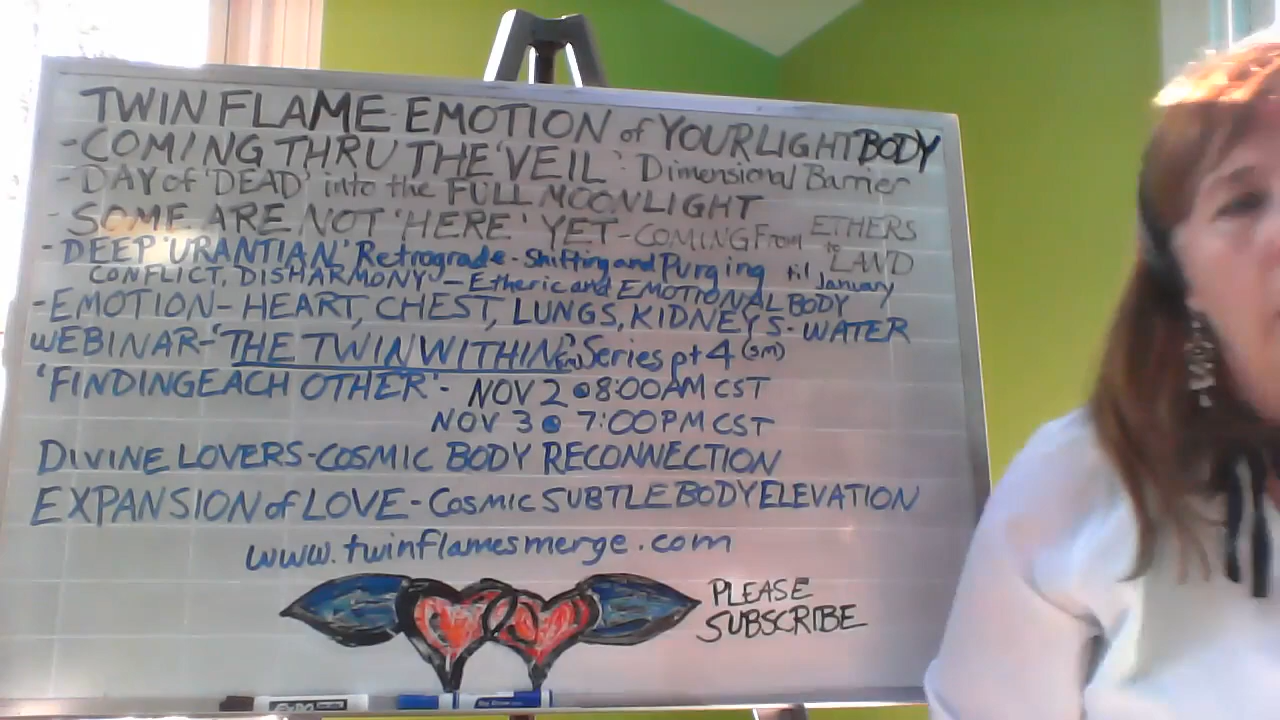 TWIN FLAME-EMOTION of YOUR LIGHT BODY
-COMING THRU THE 'VEIL': Dimensional Barrier
-DAY of 'DEAD' into the FULL MOONLIGHT
-SOME ARE NOT 'HERE' YET-COMING From ETHERS to LAND
-DEEP 'URANTIAN' Retrograde-Shifting and Purging til January
CONFLICT, DISHARMONY-Etheric and EMOTIONAL BODY
-EMOTION-HEART, CHEST, LUNGS, KIDNEYS-WATER
WEBINAR-'THE TWIN WITHIN' Series pt 4 (sm)
'FINDING EACH OTHER'- NOV 2 @ 8:00AM CST
NOV 3 @ 7:00PM CST
DIVINE LOVERS-COSMIC BODY RECONNECTION
EXPANSION of LOVE-COSMIC SUBTLE BODY ELEVATION
www.twinflamesmerge.com
PLEASE
SUBSCRIBE